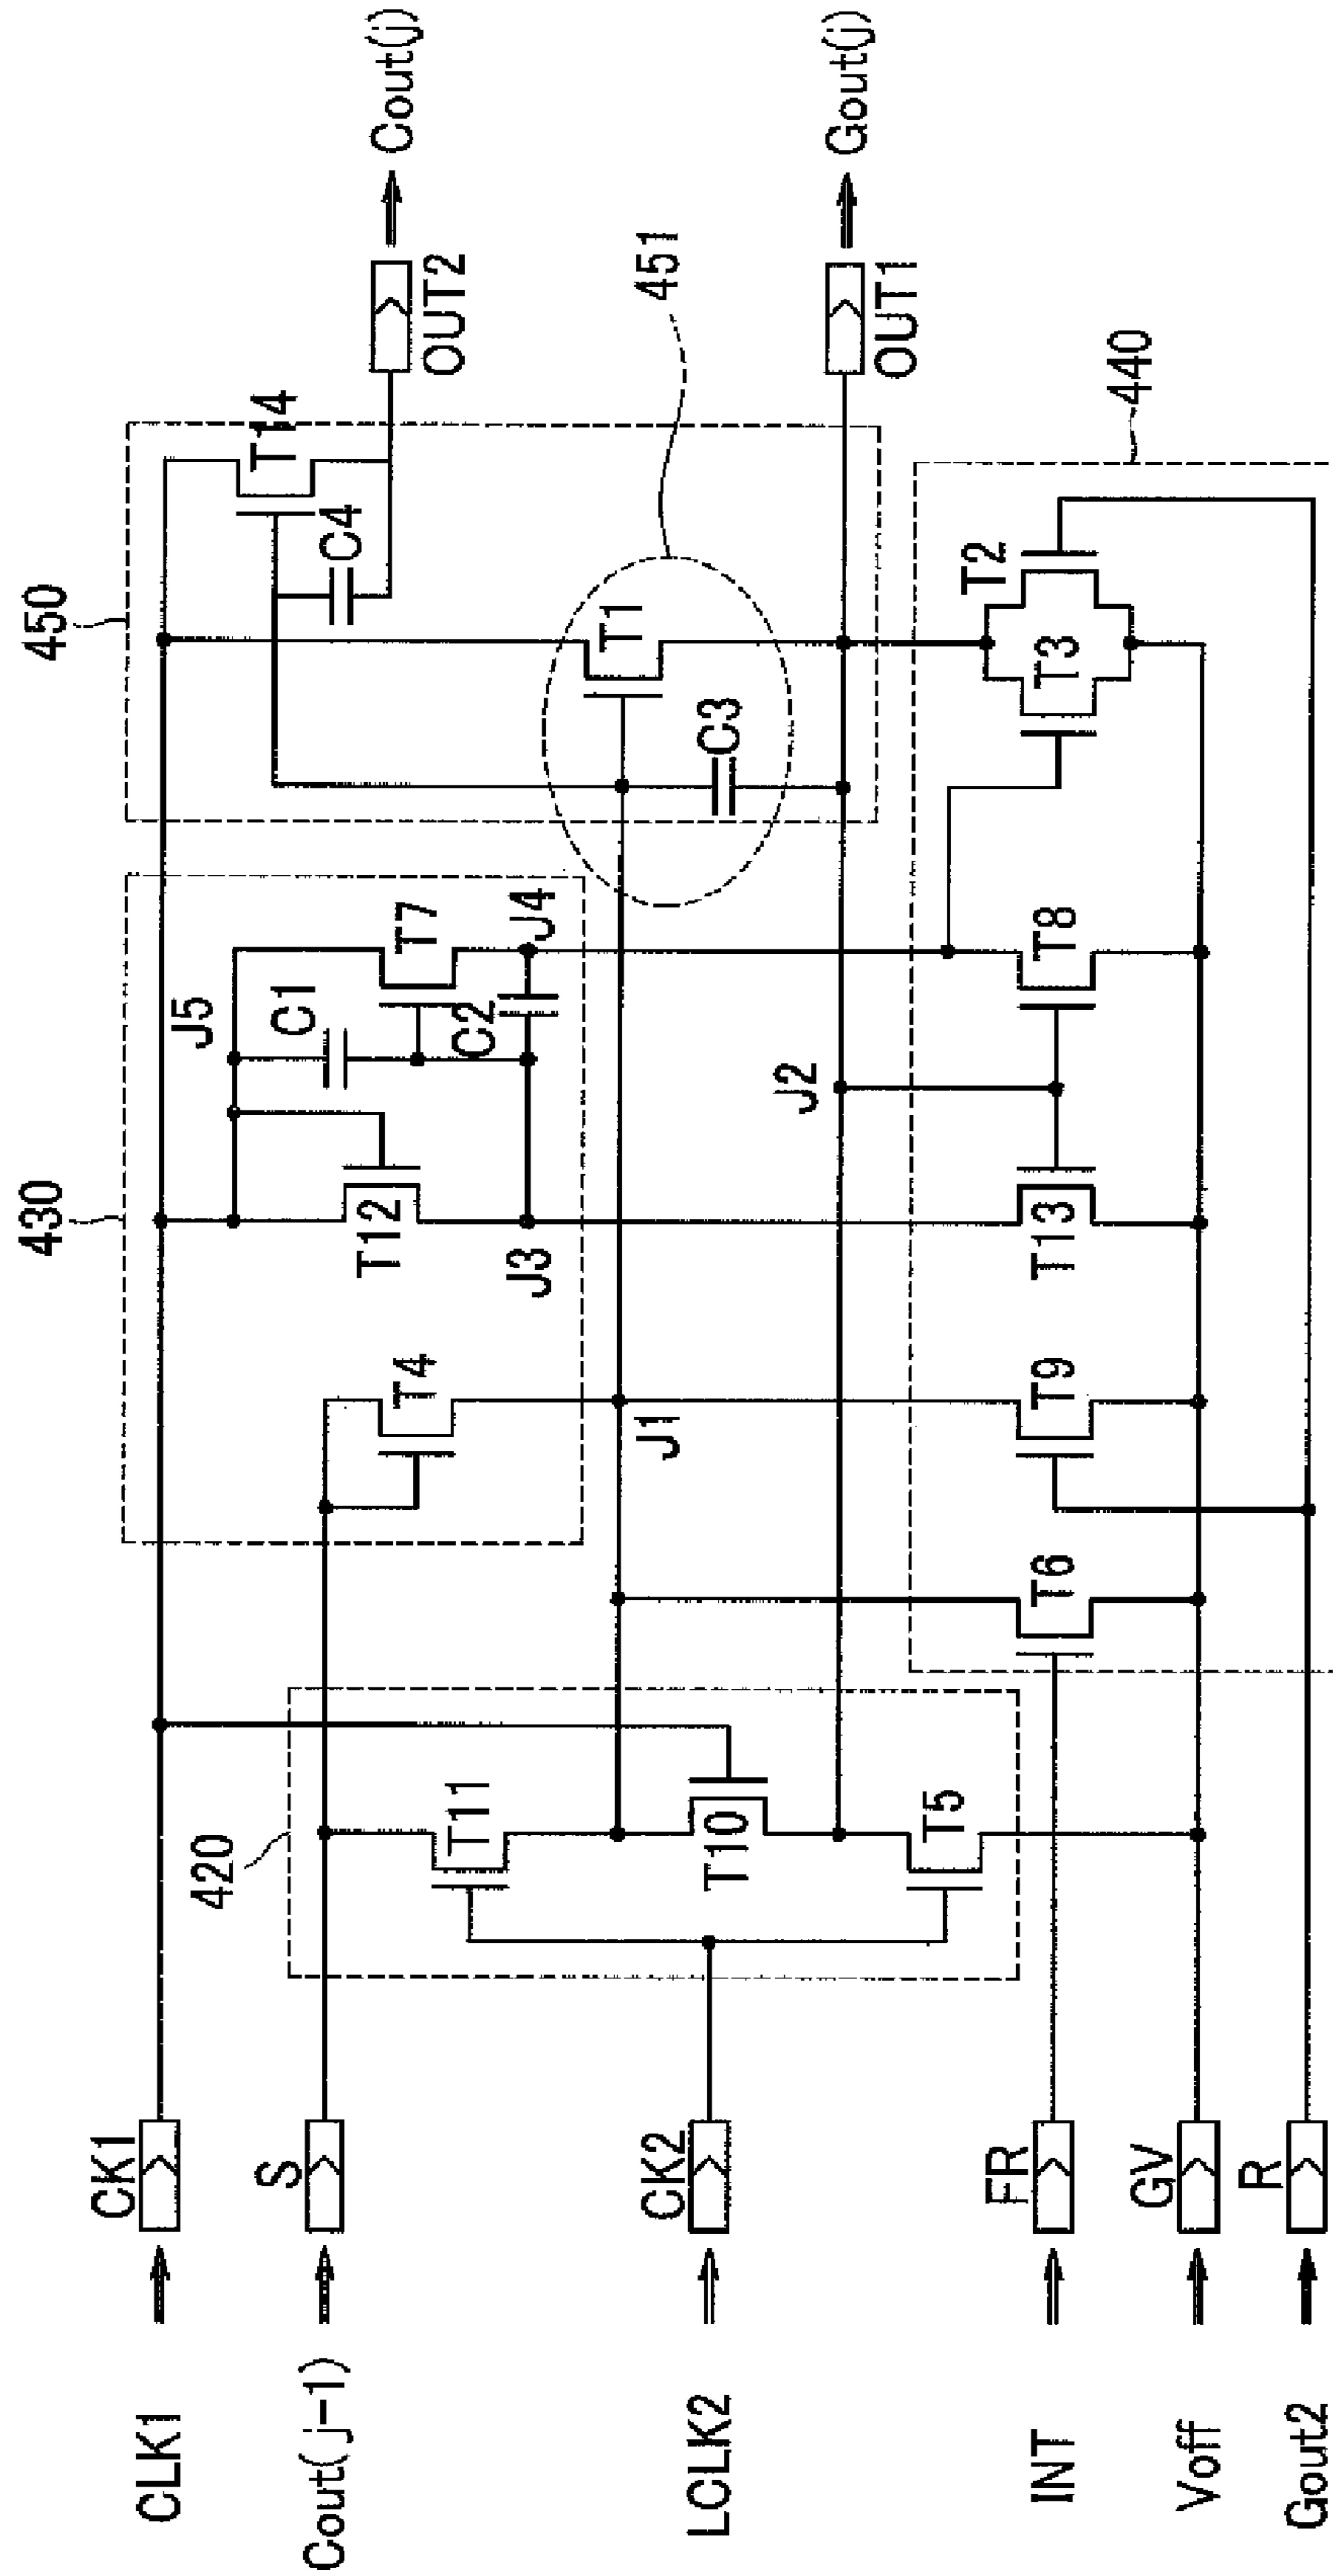 430
450
J5
C1
T7
J4
C2
T12
J3
T4
T14
C4
OUT2
Cout(j)
451
T1
C3
OUT1
Gout(j)
420
T11
T10
T5
J1
J2
440
T6
T9
T13
T8
T3
T2
CLK1
CK1
Cout(j-1)
S
LCLK2
CK2
INT
FR
Voff
GV
Gout2
R